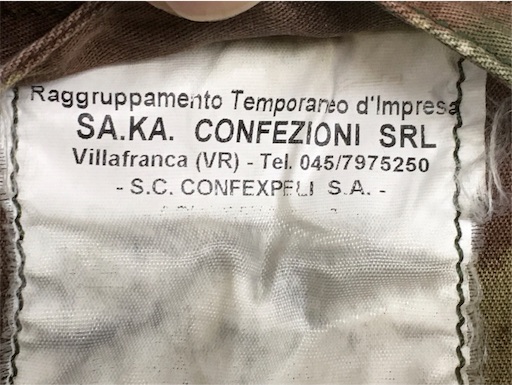 Raggruppamento Temporaneo d'Impresa
SA.KA. CONFEZIONI SRL
Villafranca (VR) - Tel. 045/7975250
- S.C. CONFEXPELI S.A. -